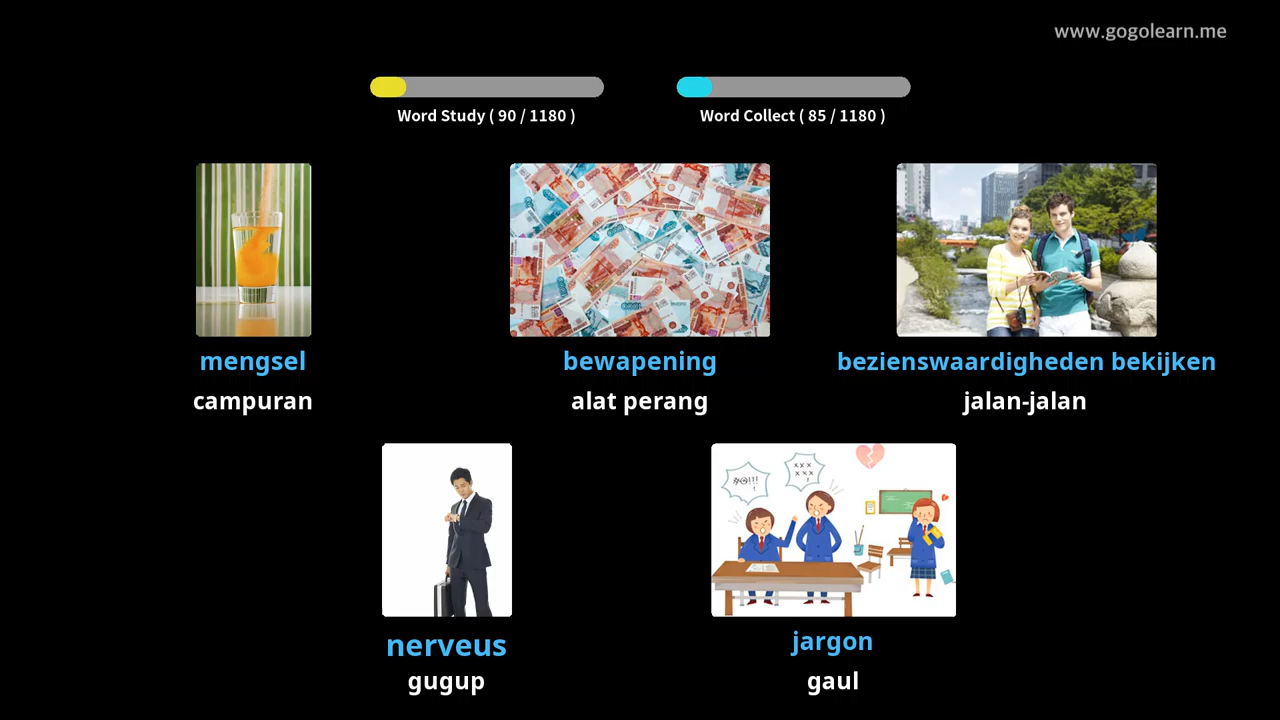 www.gogolearn.me
Word Study ( 90 / 1180 )
Word Collect ( 85 / 1180 )
mengsel
campuran
bewapening
alat perang
bezienswaardigheden bekijken
jalan-jalan
nerveus
gugup
jargon
gaul